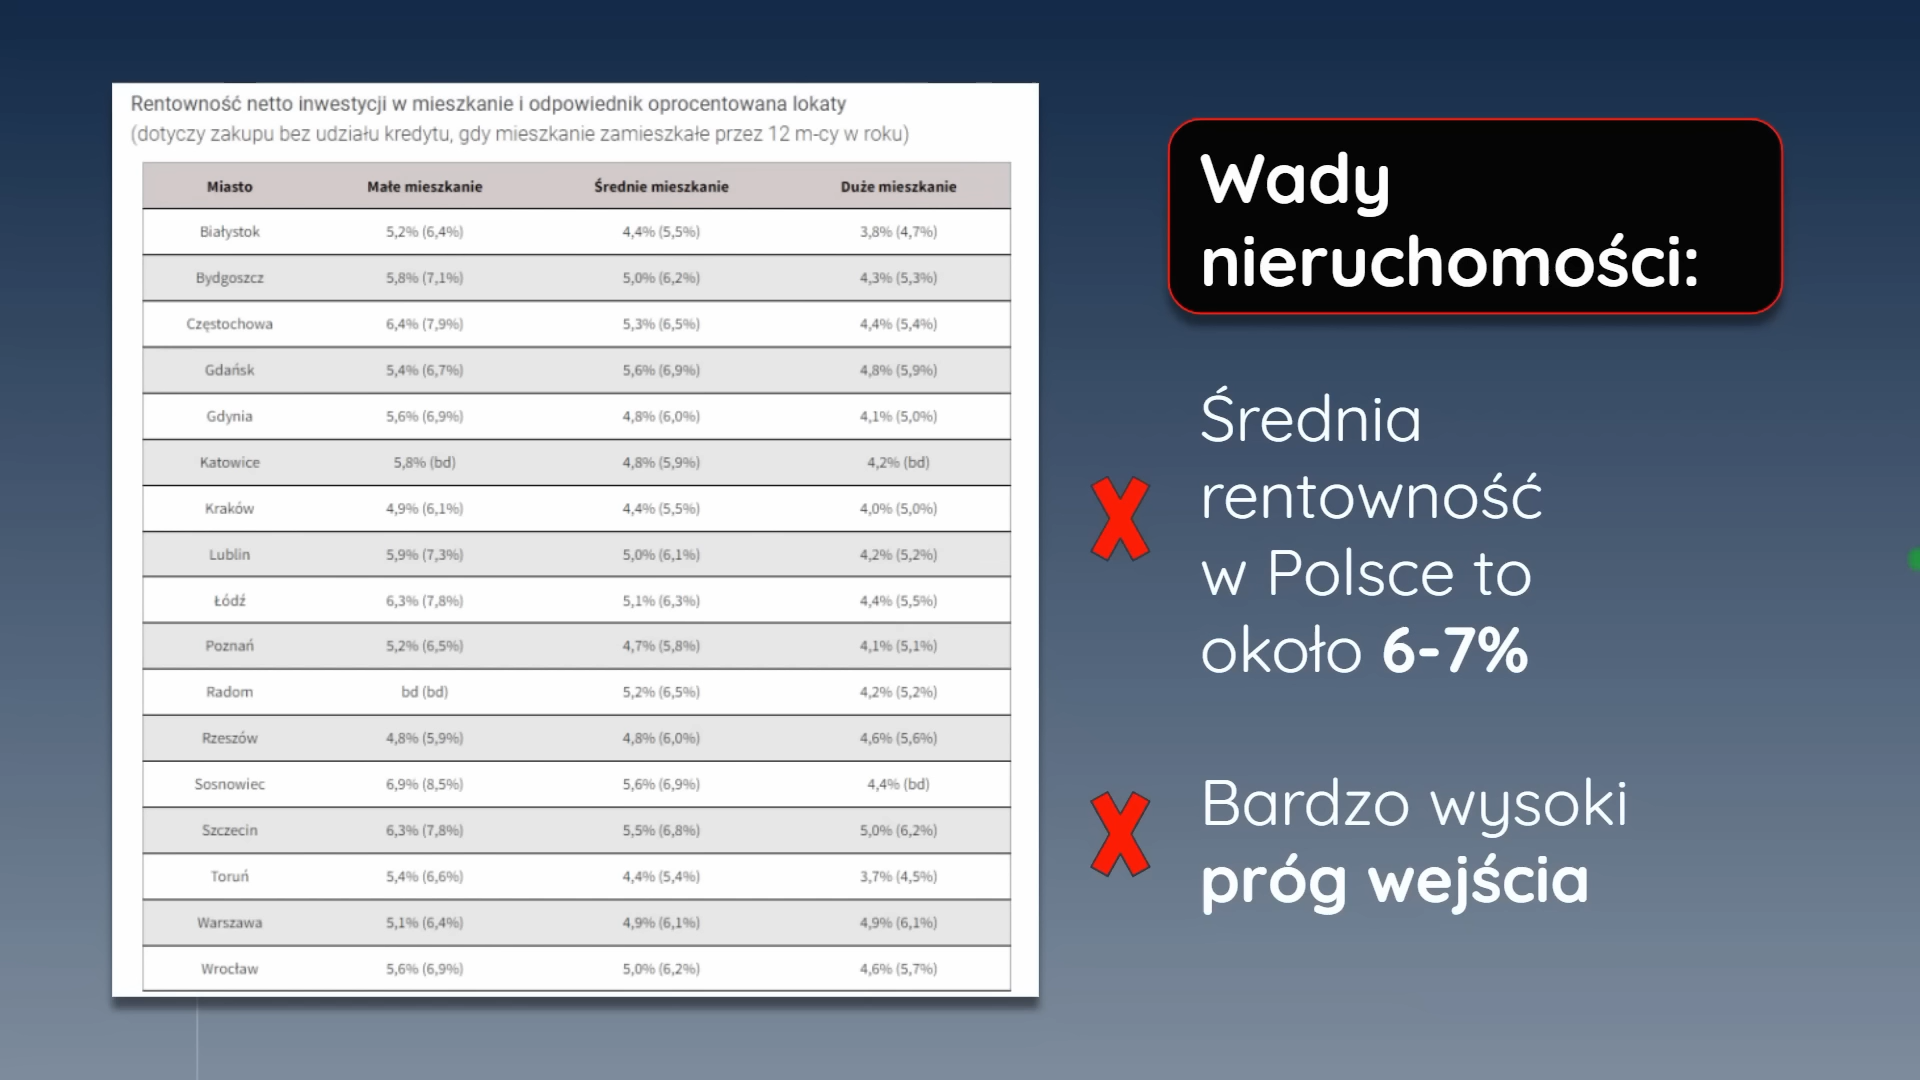 Rentowność netto inwestycji w mieszkanie i odpowiednik oprocentowana lokaty
(dotyczy zakupu bez udziału kredytu, gdy mieszkanie zamieszkałe przez 12 m-cy w roku)
Miasto Małe mieszkanie Średnie mieszkanie Duże mieszkanie
Białystok 5,2% (6,4%) 4,4% (5,5%) 3,8% (4,7%)
Bydgoszcz 5,8% (7,1%) 5,0% (6,2%) 4,3% (5,3%)
Częstochowa 6,4% (7,9%) 5,3% (6,5%) 4,4% (5,4%)
Gdańsk 5,4% (6,7%) 5,6% (6,9%) 4,8% (5,9%)
Gdynia 5,6% (6,9%) 4,8% (6,0%) 4,1% (5,0%)
Katowice 5,8% (bd) 4,8% (5,9%) 4,2% (bd)
Kraków 4,9% (6,1%) 4,4% (5,5%) 4,0% (5,0%)
Lublin 5,9% (7,3%) 5,0% (6,1%) 4,2% (5,2%)
Łódź 6,3% (7,8%) 5,1% (6,3%) 4,4% (5,5%)
Poznań 5,2% (6,5%) 4,7% (5,8%) 4,1% (5,1%)
Radom bd (bd) 5,2% (6,5%) 4,2% (5,2%)
Rzeszów 4,8% (5,9%) 4,8% (6,0%) 4,6% (5,6%)
Sosnowiec 6,9% (8,5%) 5,6% (6,9%) 4,4% (bd)
Szczecin 6,3% (7,8%) 5,5% (6,8%) 5,0% (6,2%)
Toruń 5,4% (6,6%) 4,4% (5,4%) 3,7% (4,5%)
Warszawa 5,1% (6,4%) 4,9% (6,1%) 4,9% (6,1%)
Wrocław 5,6% (6,9%) 5,0% (6,2%) 4,6% (5,7%)
Wady
nieruchomości:
Średnia
rentowność
w Polsce to
około 6-7%
Bardzo wysoki
próg wejścia